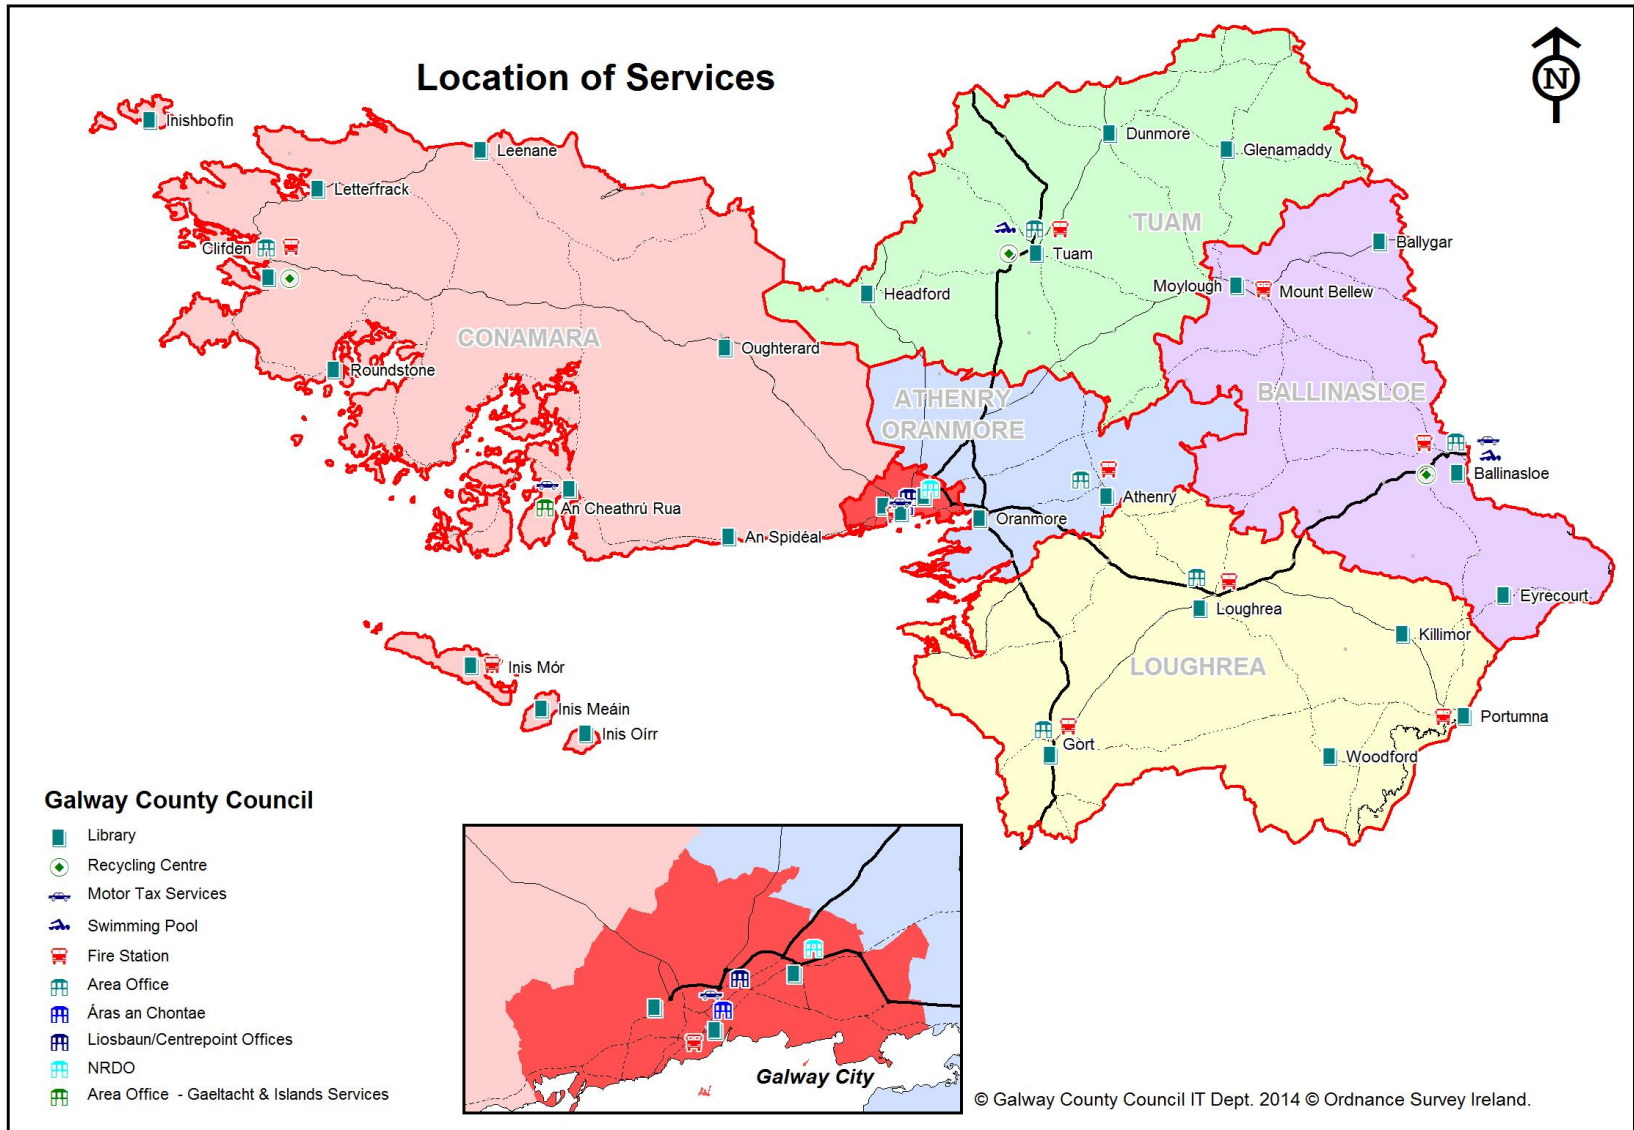 Location of Services
N
Inishbofin
Leenane
Letterfrack
Clifden
CONAMARA
Roundstone
Oughterard
An Cheathrú Rua
An Spidéal
Inis Mór
Inis Meáin
Inis Oírr
Dunmore
Glenamaddy
TUAM
Tuam
Headford
Ballygar
Moylough
Mount Bellew
BALLINASLOE
ATHENRY
ORANMORE
Ballinasloe
Athenry
Oranmore
Eyrecourt
Loughrea
Killimor
LOUGHREA
Portumna
Gort
Woodford
Galway County Council
Library
Recycling Centre
Motor Tax Services
Swimming Pool
Fire Station
Area Office
Áras an Chontae
Liosbaun/Centrepoint Offices
NRDO
Area Office - Gaeltacht & Islands Services
Galway City
© Galway County Council IT Dept. 2014 © Ordnance Survey Ireland.